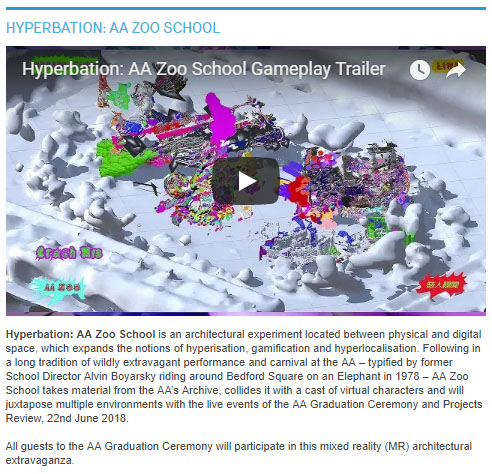 HYPERBATION: AA ZOO SCHOOL
Hyperbation: AA Zoo School Gameplay Trailer
LIVE
Crash Me
AA ZOO
Hyperbation: AA Zoo School is an architectural experiment located between physical and digital
space, which expands the notions of hyperisation, gamification and hyperlocalisation. Following in
a long tradition of wildly extravagant performance and carnival at the AA – typified by former
School Director Alvin Boyarsky riding around Bedford Square on an Elephant in 1978 – AA Zoo
School takes material from the AA's Archive, collides it with a cast of virtual characters and will
juxtapose multiple environments with the live events of the AA Graduation Ceremony and Projects
Review, 22nd June 2018.
All guests to the AA Graduation Ceremony will participate in this mixed reality (MR) architectural
extravaganza.